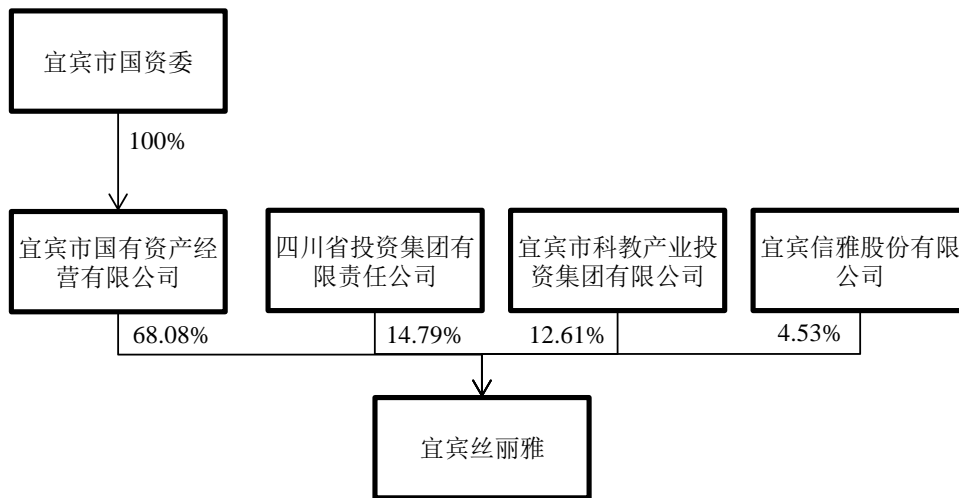 宜宾市国资委
100%
宜宾市国有资产经
营有限公司
四川省投资集团有
限责任公司
宜宾市科教产业投
资集团有限公司
宜宾信雅股份有限
公司
68.08%
14.79%
12.61%
4.53%
宜宾丝丽雅